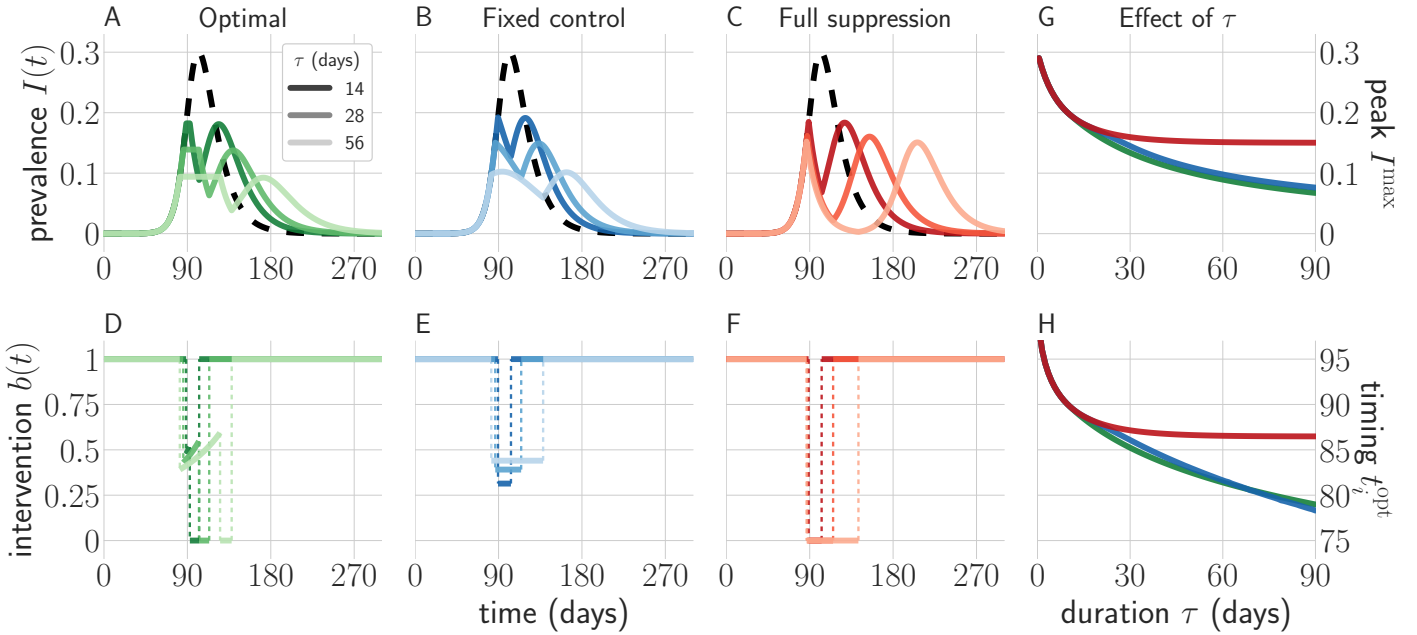 A Optimal
B Fixed control
C Full suppression
G Effect of τ
prevalence I(t)
0.3
0.2
0.1
0
τ (days)
14
28
56
0 90 180 270
0 90 180 270
0 90 180 270
0 30 60 90
0.3
0.2
0.1
0
peak I_max
D
E
F
H
intervention b(t)
1
0.75
0.5
0.25
0
0 90 180 270
0 90 180 270
0 90 180 270
0 30 60 90
95
90
85
80
75
timing t_i^opt
time (days)
duration τ (days)